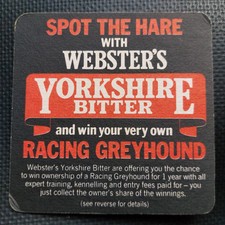 SPOT THE HARE
WITH
WEBSTER'S
YORKSHIRE
BITTER
and win your very own
RACING GREYHOUND
Webster's Yorkshire Bitter are offering you the chance
to win ownership of a Racing Greyhound for 1 year with all
expert training, kennelling and entry fees paid for – you
just collect the owner's share of the winnings.
(see reverse for details)